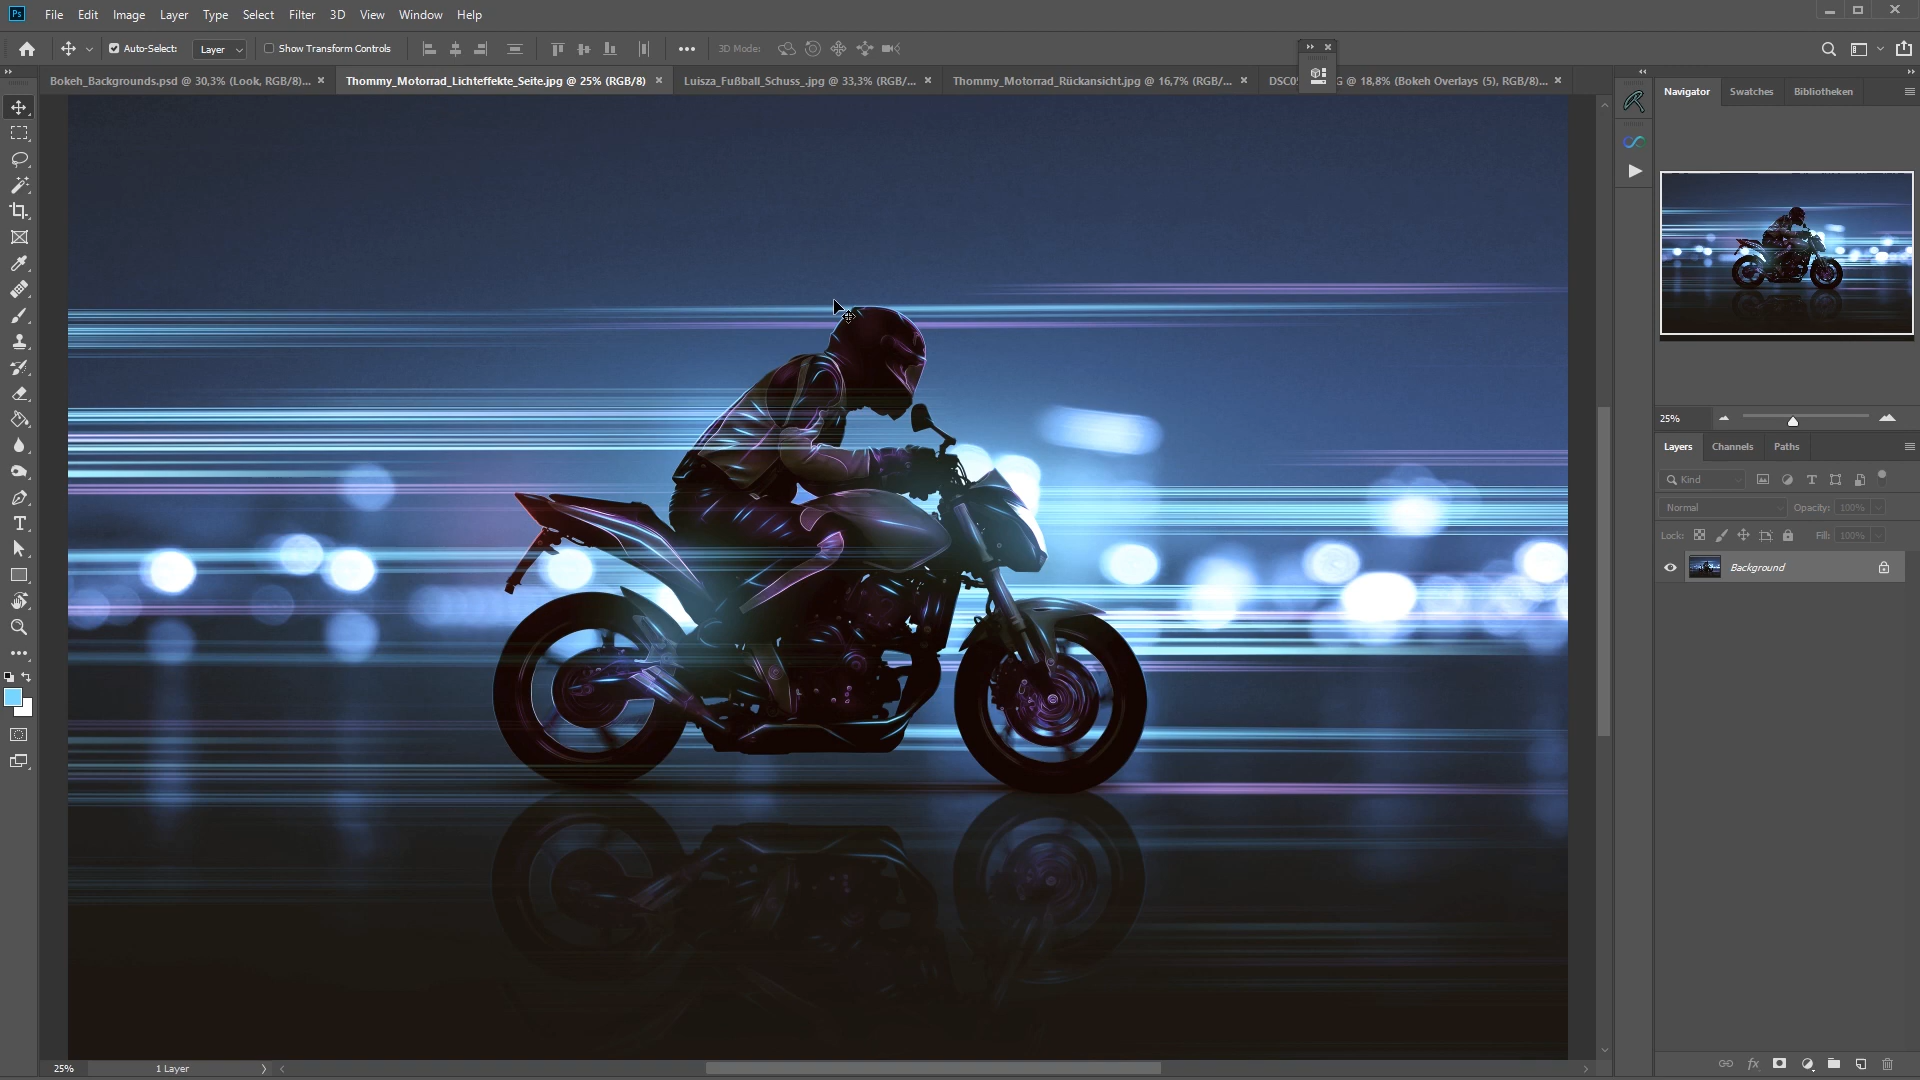 Ps File Edit Image Layer Type Select Filter 3D View Window Help
Auto-Select: Layer Show Transform Controls 3D Mode:
Bokeh_Backgrounds.psd @ 30,3% (Look, RGB/8)... Thommy_Motorrad_Lichteffekte_Seite.jpg @ 25% (RGB/8) Luisza_Fußball_Schuss_.jpg @ 33,3% (RGB/... Thommy_Motorrad_Rückansicht.jpg @ 16,7% (RGB/... @ 18,8% (Bokeh Overlays (5), RGB/8)...
Navigator Swatches Bibliotheken
25%
Layers Channels Paths
Kind
Normal Opacity: 100%
Lock: Fill: 100%
Background
25% 1 Layer